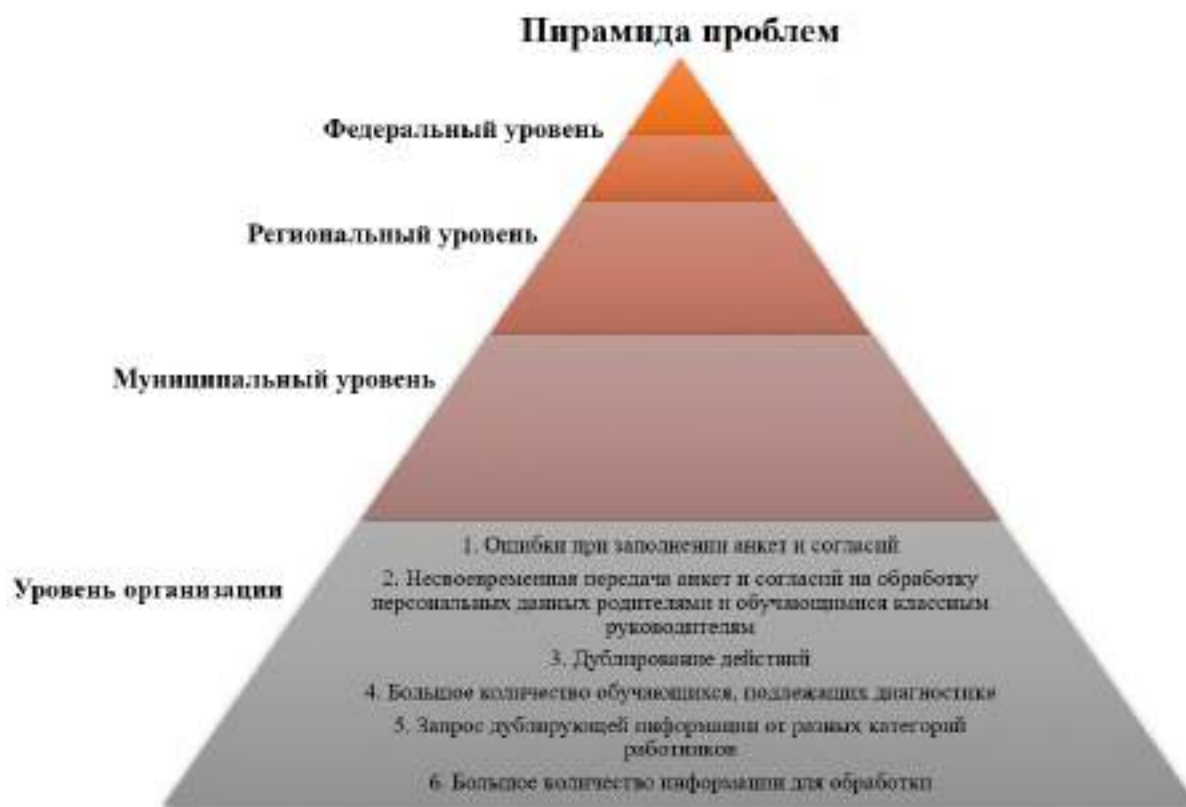 Пирамида проблем
Федеральный уровень
Региональный уровень
Муниципальный уровень
Уровень организации
1. Ошибки при заполнении анкет и согласий
2. Несвоевременная передача анкет и согласий на обработку
персональных данных родителями и обучающимися классным
руководителям
3. Дублирование действий
4. Большое количество обучающихся, подлежащих диагностике
5. Запрос дублирующей информации от разных категорий
работников
6. Большое количество информации для обработки